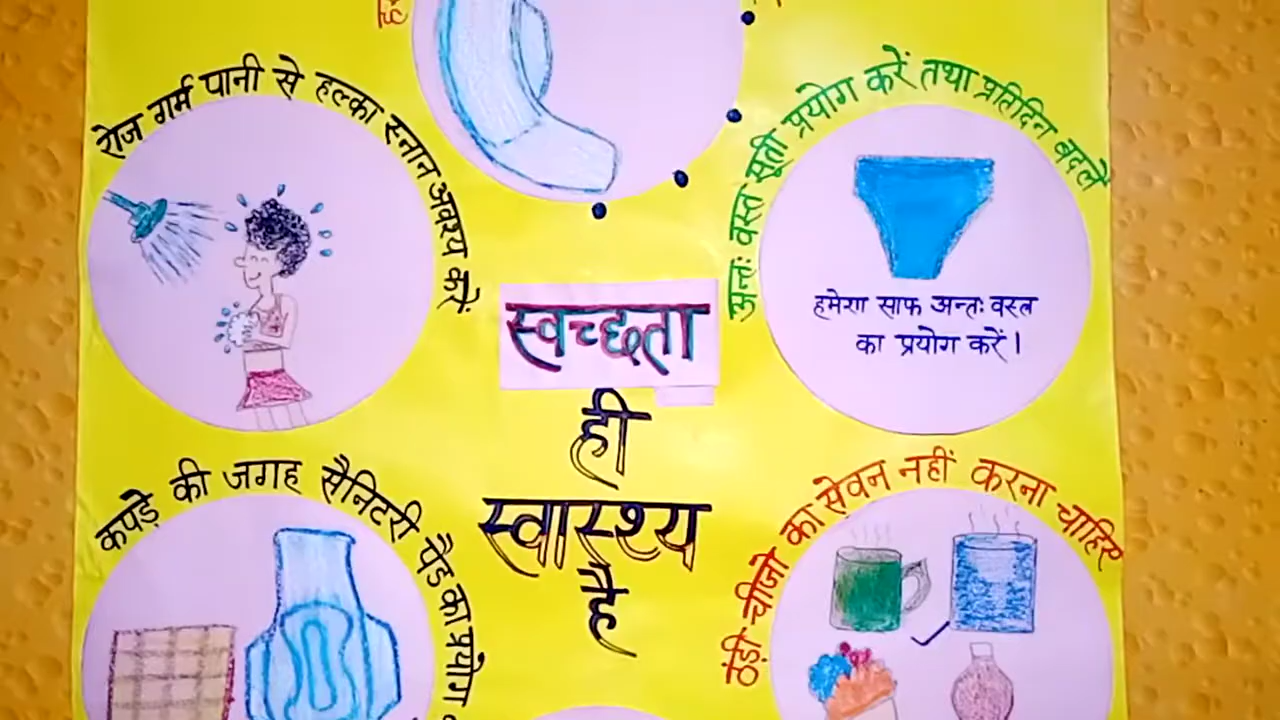 रोज गर्म पानी से हल्का स्नान अवश्य करें
अन्तः वस्त सूती प्रयोग करें तथा प्रतिदिन बदले
हमेशा साफ अन्तः वस्त्र
का प्रयोग करें।
स्वच्छता
ही
स्वास्थ्य
है
कपड़े की जगह सैनिटरी पैड का प्रयोग
ठंड़ी चीजो का सेवन नहीं करना चाहिए